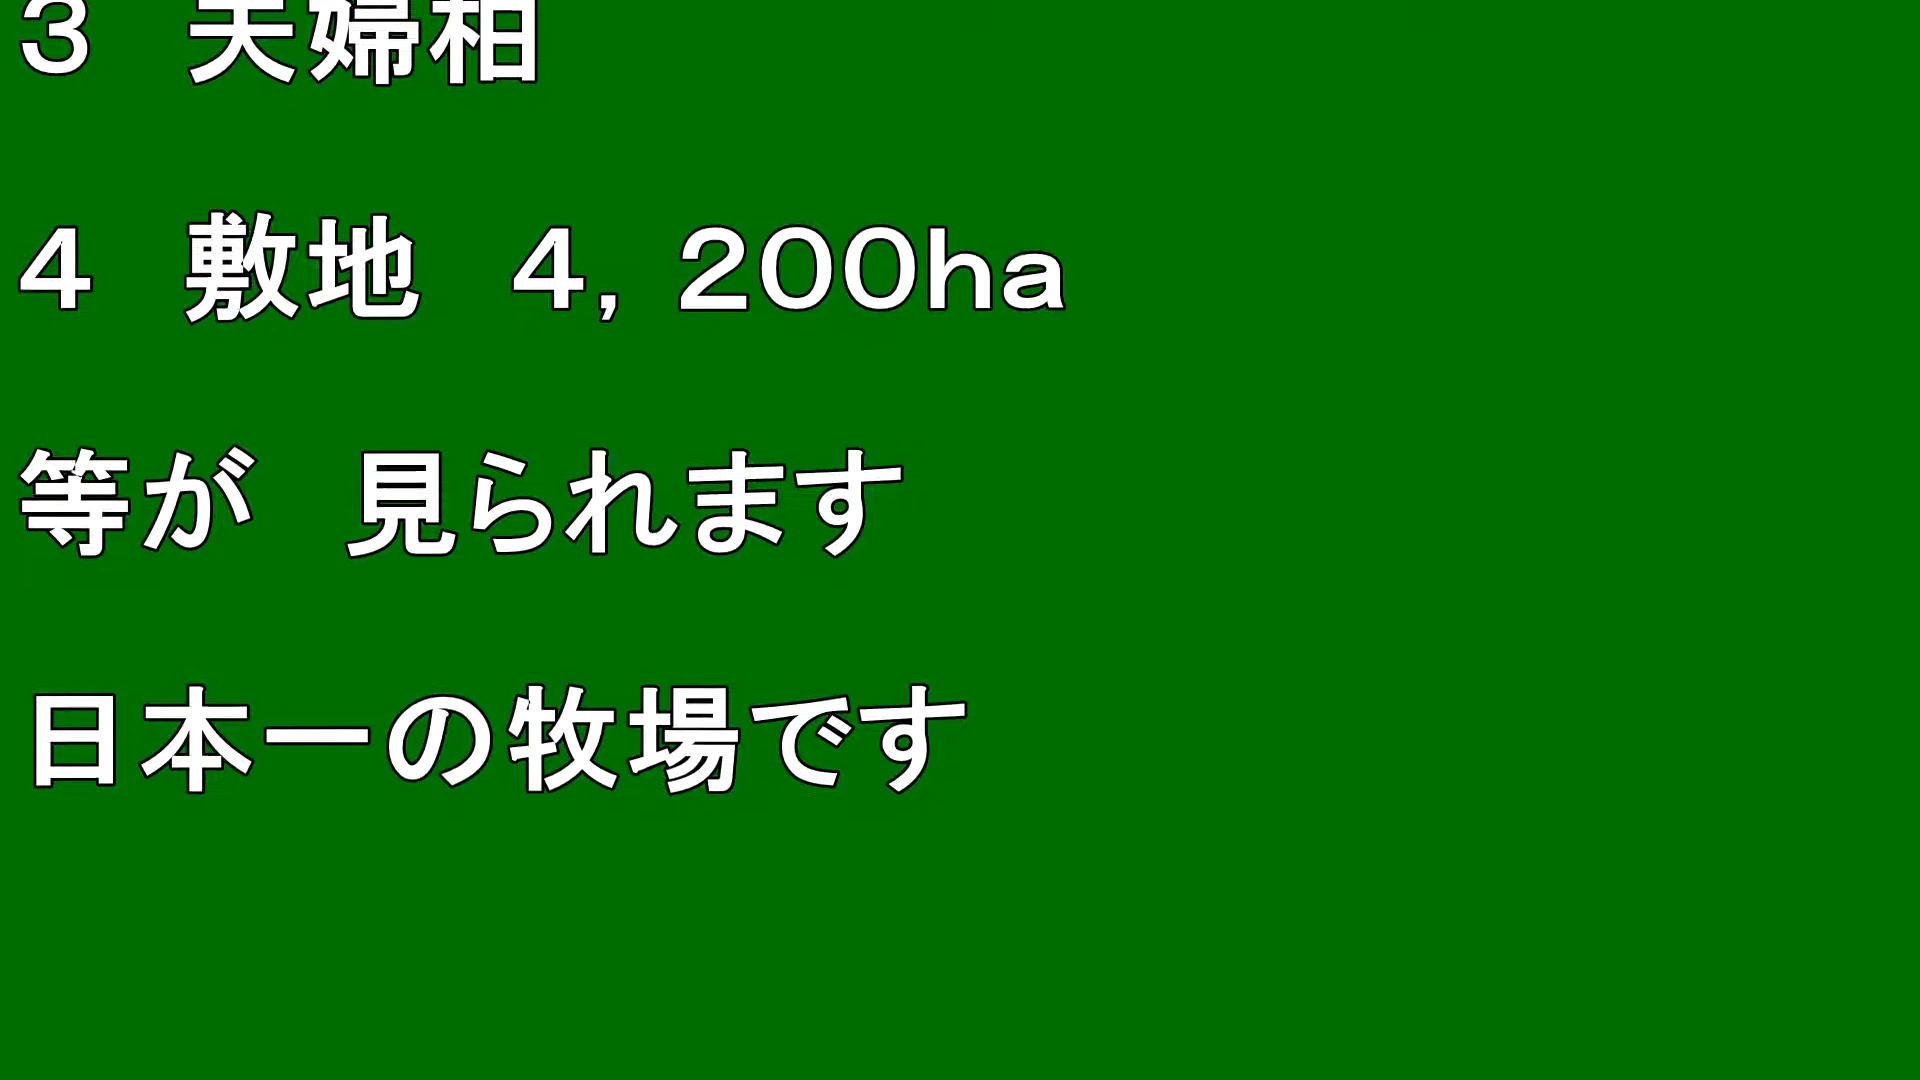 ３　夫婦柏
４　敷地　４，２００ｈａ
等が　見られます
日本一の牧場です